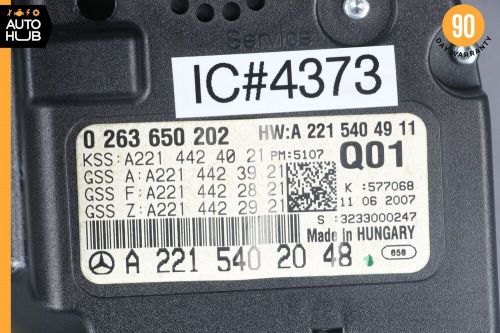 AUTO
HUB
90
DAY WARRANTY
Service
IC#4373
0 263 650 202 HW:A 221 540 49 11
KSS:A221 442 40 21 PM:5107 Q01
GSS A:A221 442 39 21
GSS F:A221 442 28 21 K :577068
GSS Z:A221 442 29 21 11 06 2007
S :3233000247
Made in HUNGARY
A 221 540 20 48 658